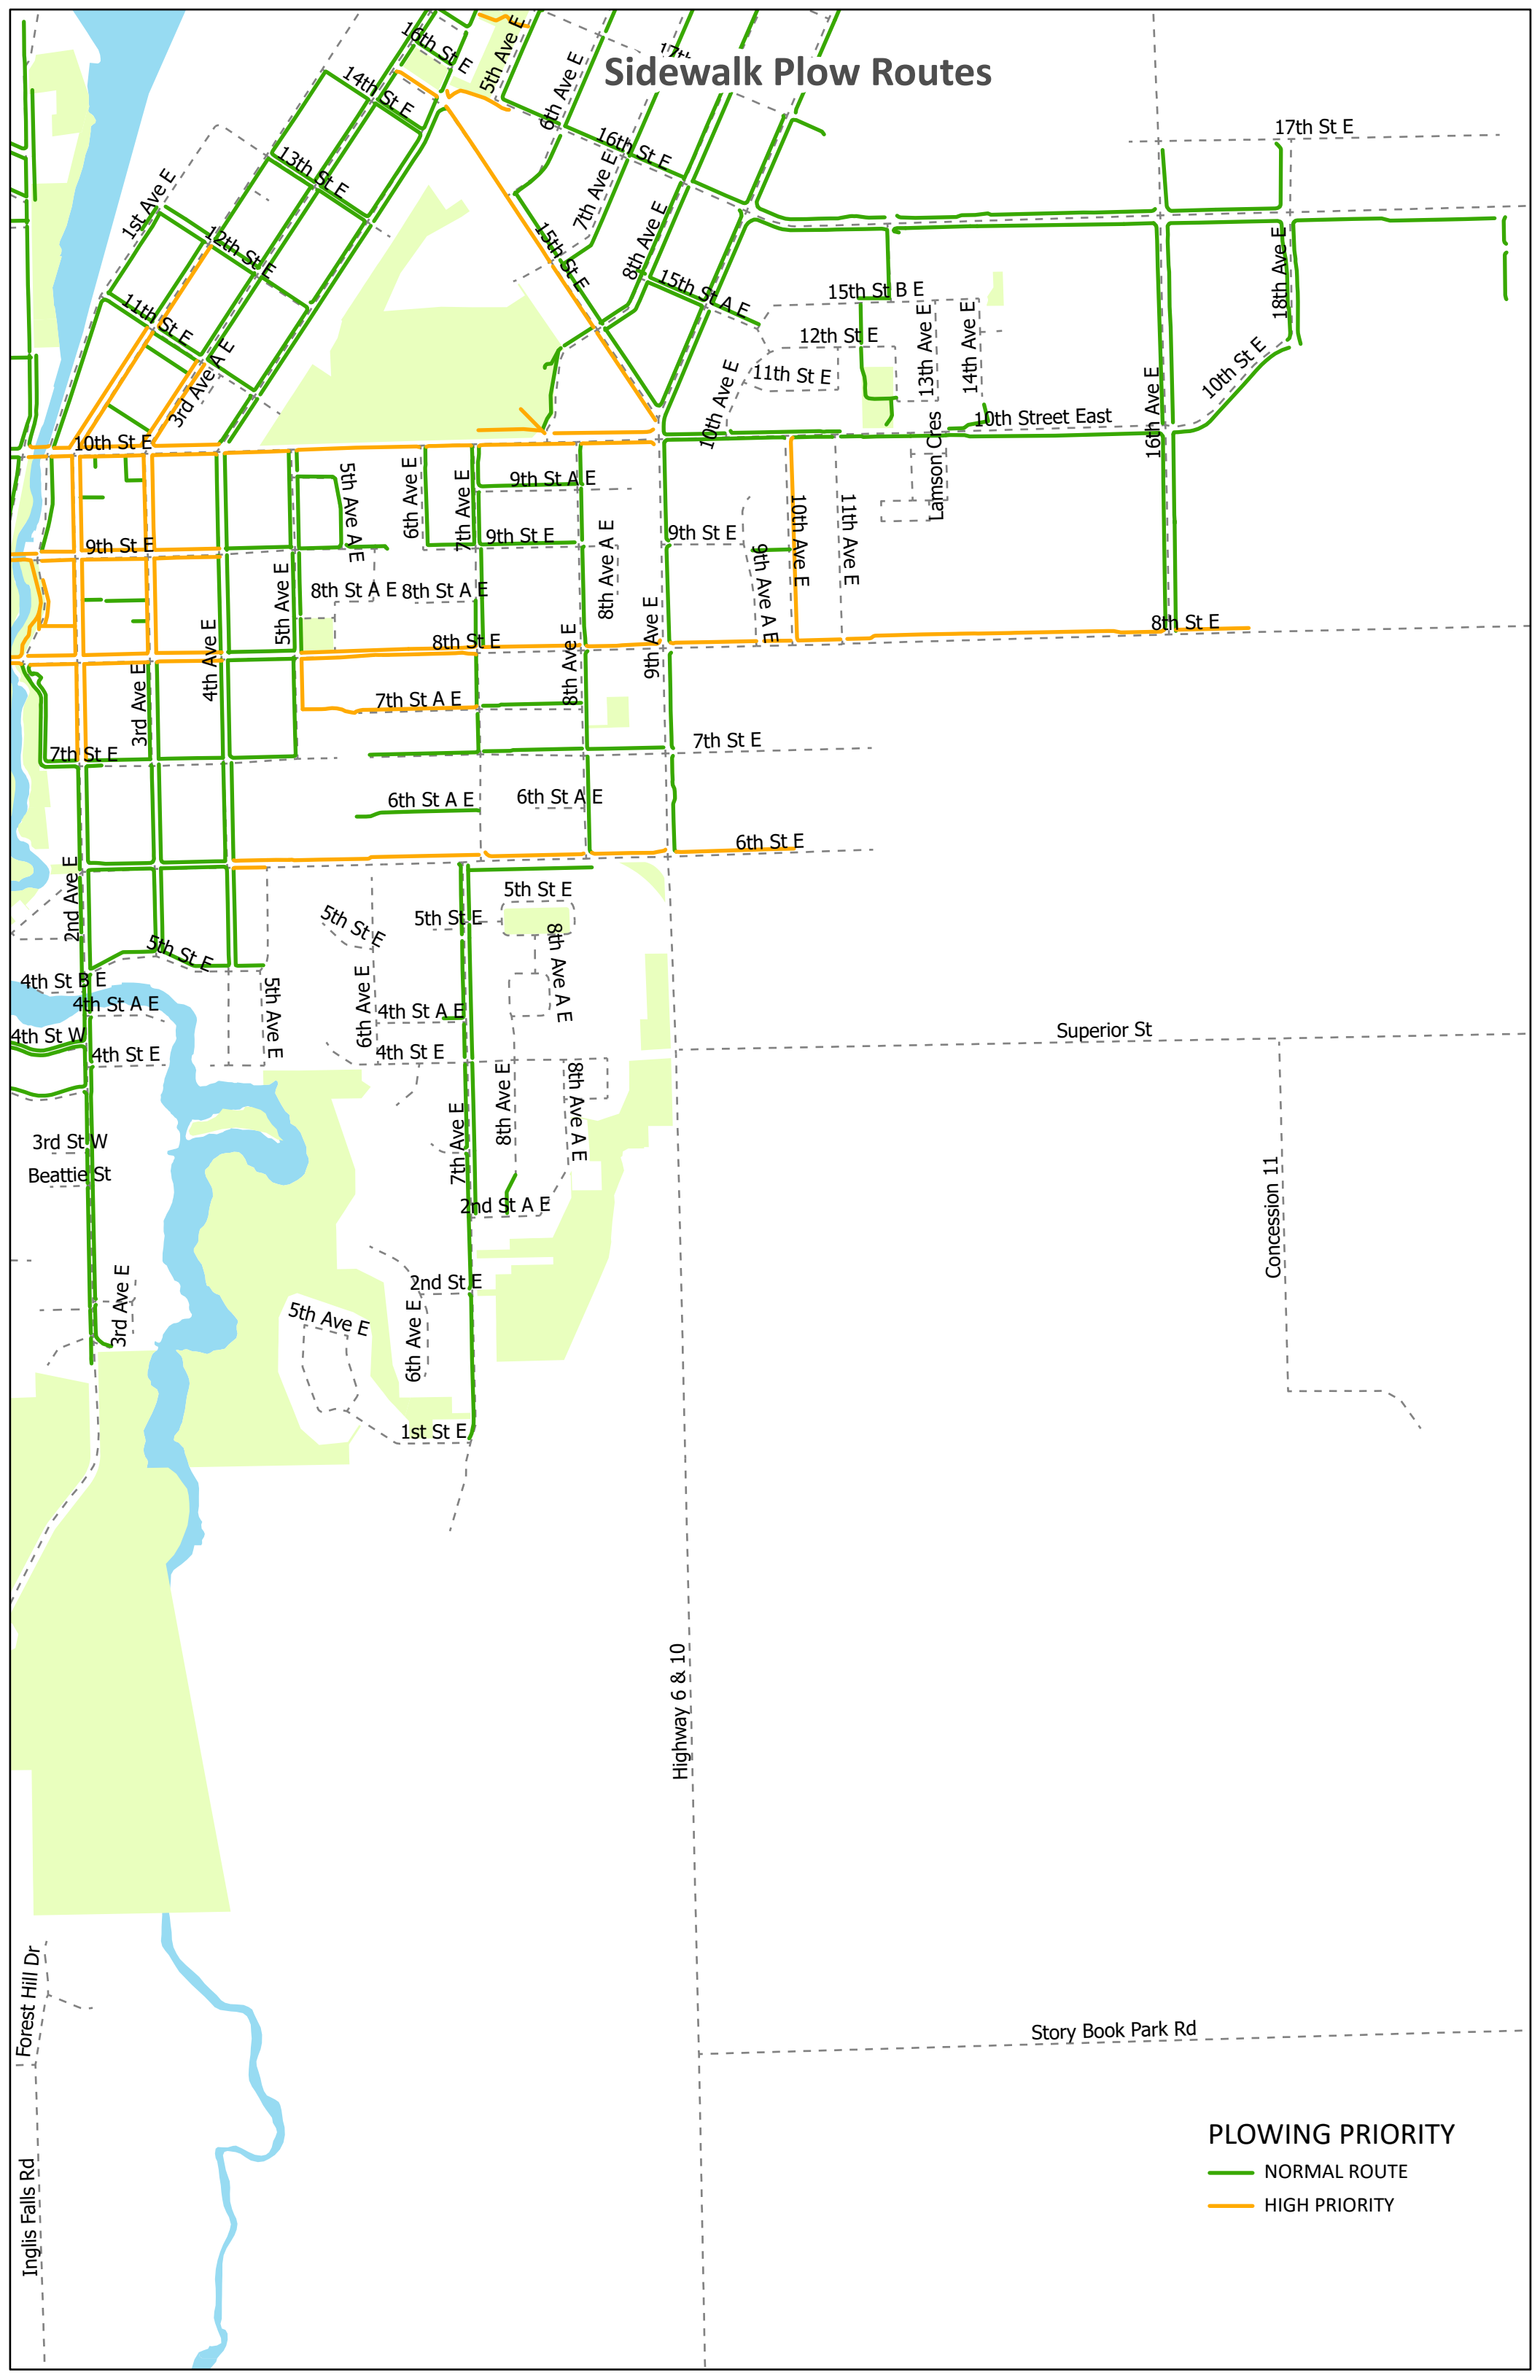 16th St E
5th Ave E
6th Ave E
17th
Sidewalk Plow Routes
14th St E
16th St E
17th St E
13th St E
7th Ave E
1st Ave E
12th St E
15th St E
8th Ave E
18th Ave E
11th St E
15th St A E
15th St B E
3rd Ave A E
12th St E
13th Ave E
14th Ave E
11th St E
10th Ave E
10th St E
16th Ave E
10th Street East
10th St E
Lamson Cres
5th Ave A E
6th Ave E
7th Ave E
9th St A E
9th St E
9th St E
8th Ave A E
9th St E
9th Ave A E
10th Ave E
11th Ave E
5th Ave E
8th St A E
8th St A E
4th Ave E
8th St E
8th Ave E
9th Ave E
8th St E
3rd Ave E
7th St A E
7th St E
7th St E
6th St A E
6th St A E
6th St E
2nd Ave E
5th St E
5th St E
5th St E
5th St E
8th Ave A E
4th St B E
4th St A E
5th Ave E
6th Ave E
4th St A E
4th St W
4th St E
4th St E
Superior St
8th Ave E
8th Ave A E
7th Ave E
3rd St W
Beattie St
2nd St A E
Concession 11
3rd Ave E
2nd St E
5th Ave E
6th Ave E
1st St E
Highway 6 & 10
Forest Hill Dr
Story Book Park Rd
Inglis Falls Rd
PLOWING PRIORITY
NORMAL ROUTE
HIGH PRIORITY